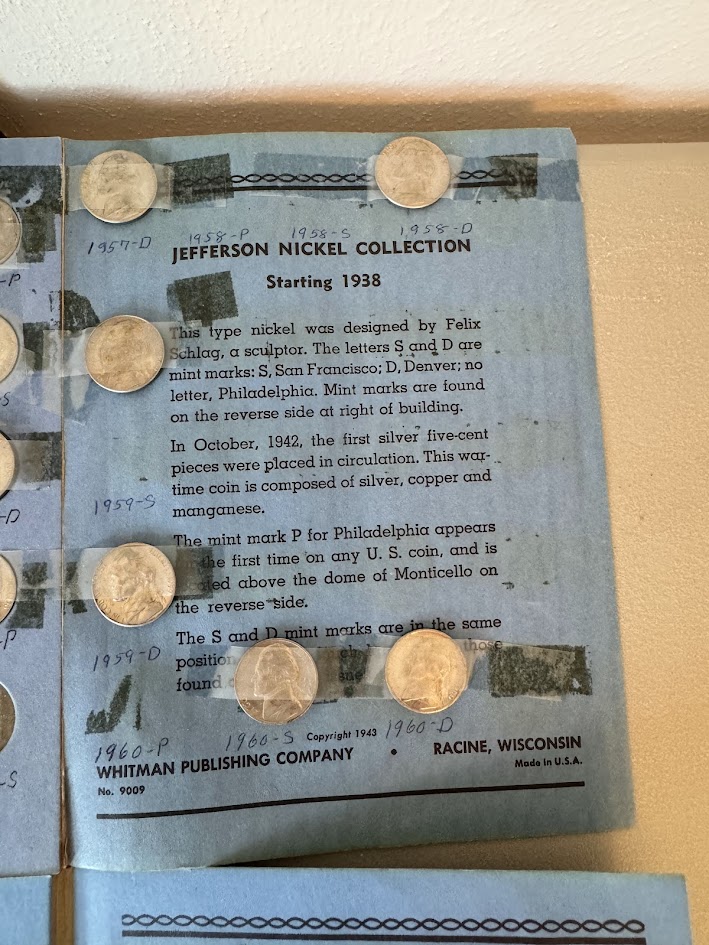 -P
-S
-D
-P
-S
1957-D
1958-P
1958-S
1958-D
JEFFERSON NICKEL COLLECTION
Starting 1938
This type nickel was designed by Felix
Schlag, a sculptor. The letters S and D are
mint marks: S, San Francisco; D, Denver; no
letter, Philadelphia. Mint marks are found
on the reverse side at right of building.
In October, 1942, the first silver five-cent
pieces were placed in circulation. This war-
time coin is composed of silver, copper and
manganese.
1959-S
The mint mark P for Philadelphia appears
the first time on any U. S. coin, and is
above the dome of Monticello on
the reverse side.
The S and D mint marks are in the same
position those
found
1959-D
1960-P
1960-S
Copyright 1943
1960-D
WHITMAN PUBLISHING COMPANY • RACINE, WISCONSIN
No. 9009
Made in U.S.A.